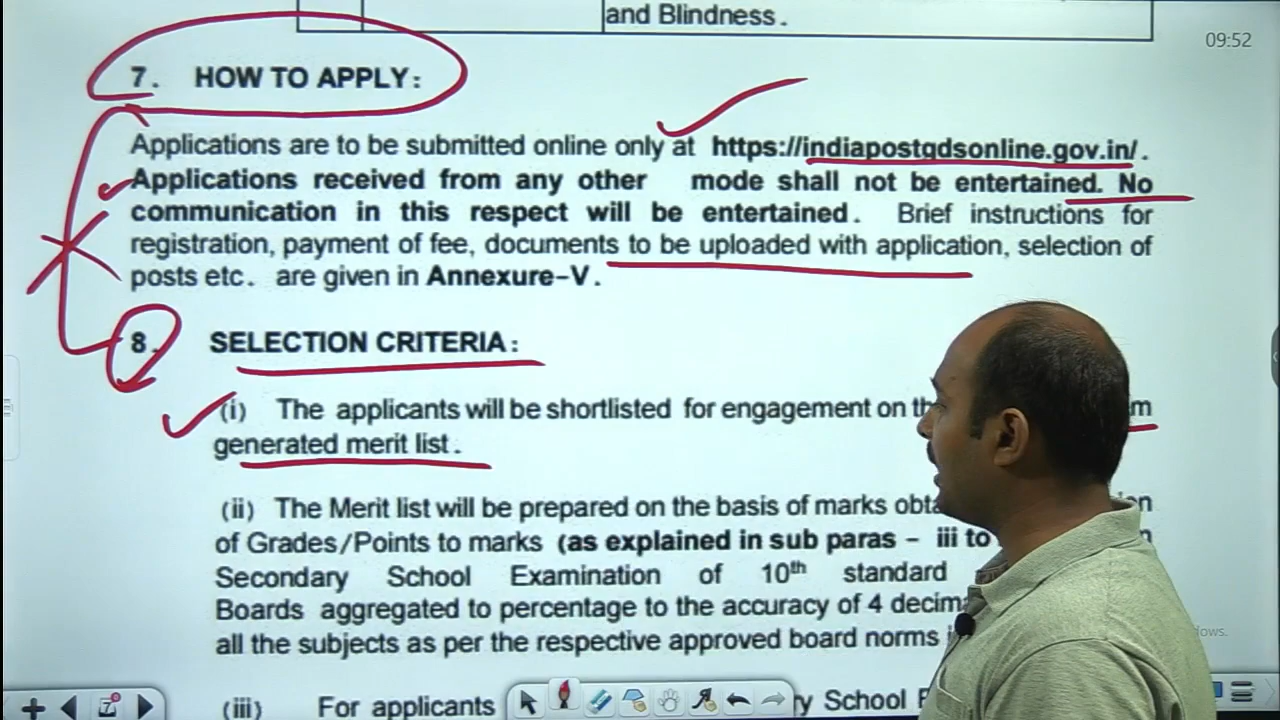 and Blindness.
09:52
7. HOW TO APPLY:
Applications are to be submitted online only at https://indiapostgdsonline.gov.in/.
Applications received from any other mode shall not be entertained. No
communication in this respect will be entertained. Brief instructions for
registration, payment of fee, documents to be uploaded with application, selection of
posts etc. are given in Annexure-V.
8. SELECTION CRITERIA:
(i) The applicants will be shortlisted for engagement on
generated merit list.
(ii) The Merit list will be prepared on the basis of marks
of Grades/Points to marks (as explained in sub paras - iii to
Secondary School Examination of 10th standard
Boards aggregated to percentage to the accuracy of 4
all the subjects as per the respective approved board norms
(iii) For applicants School